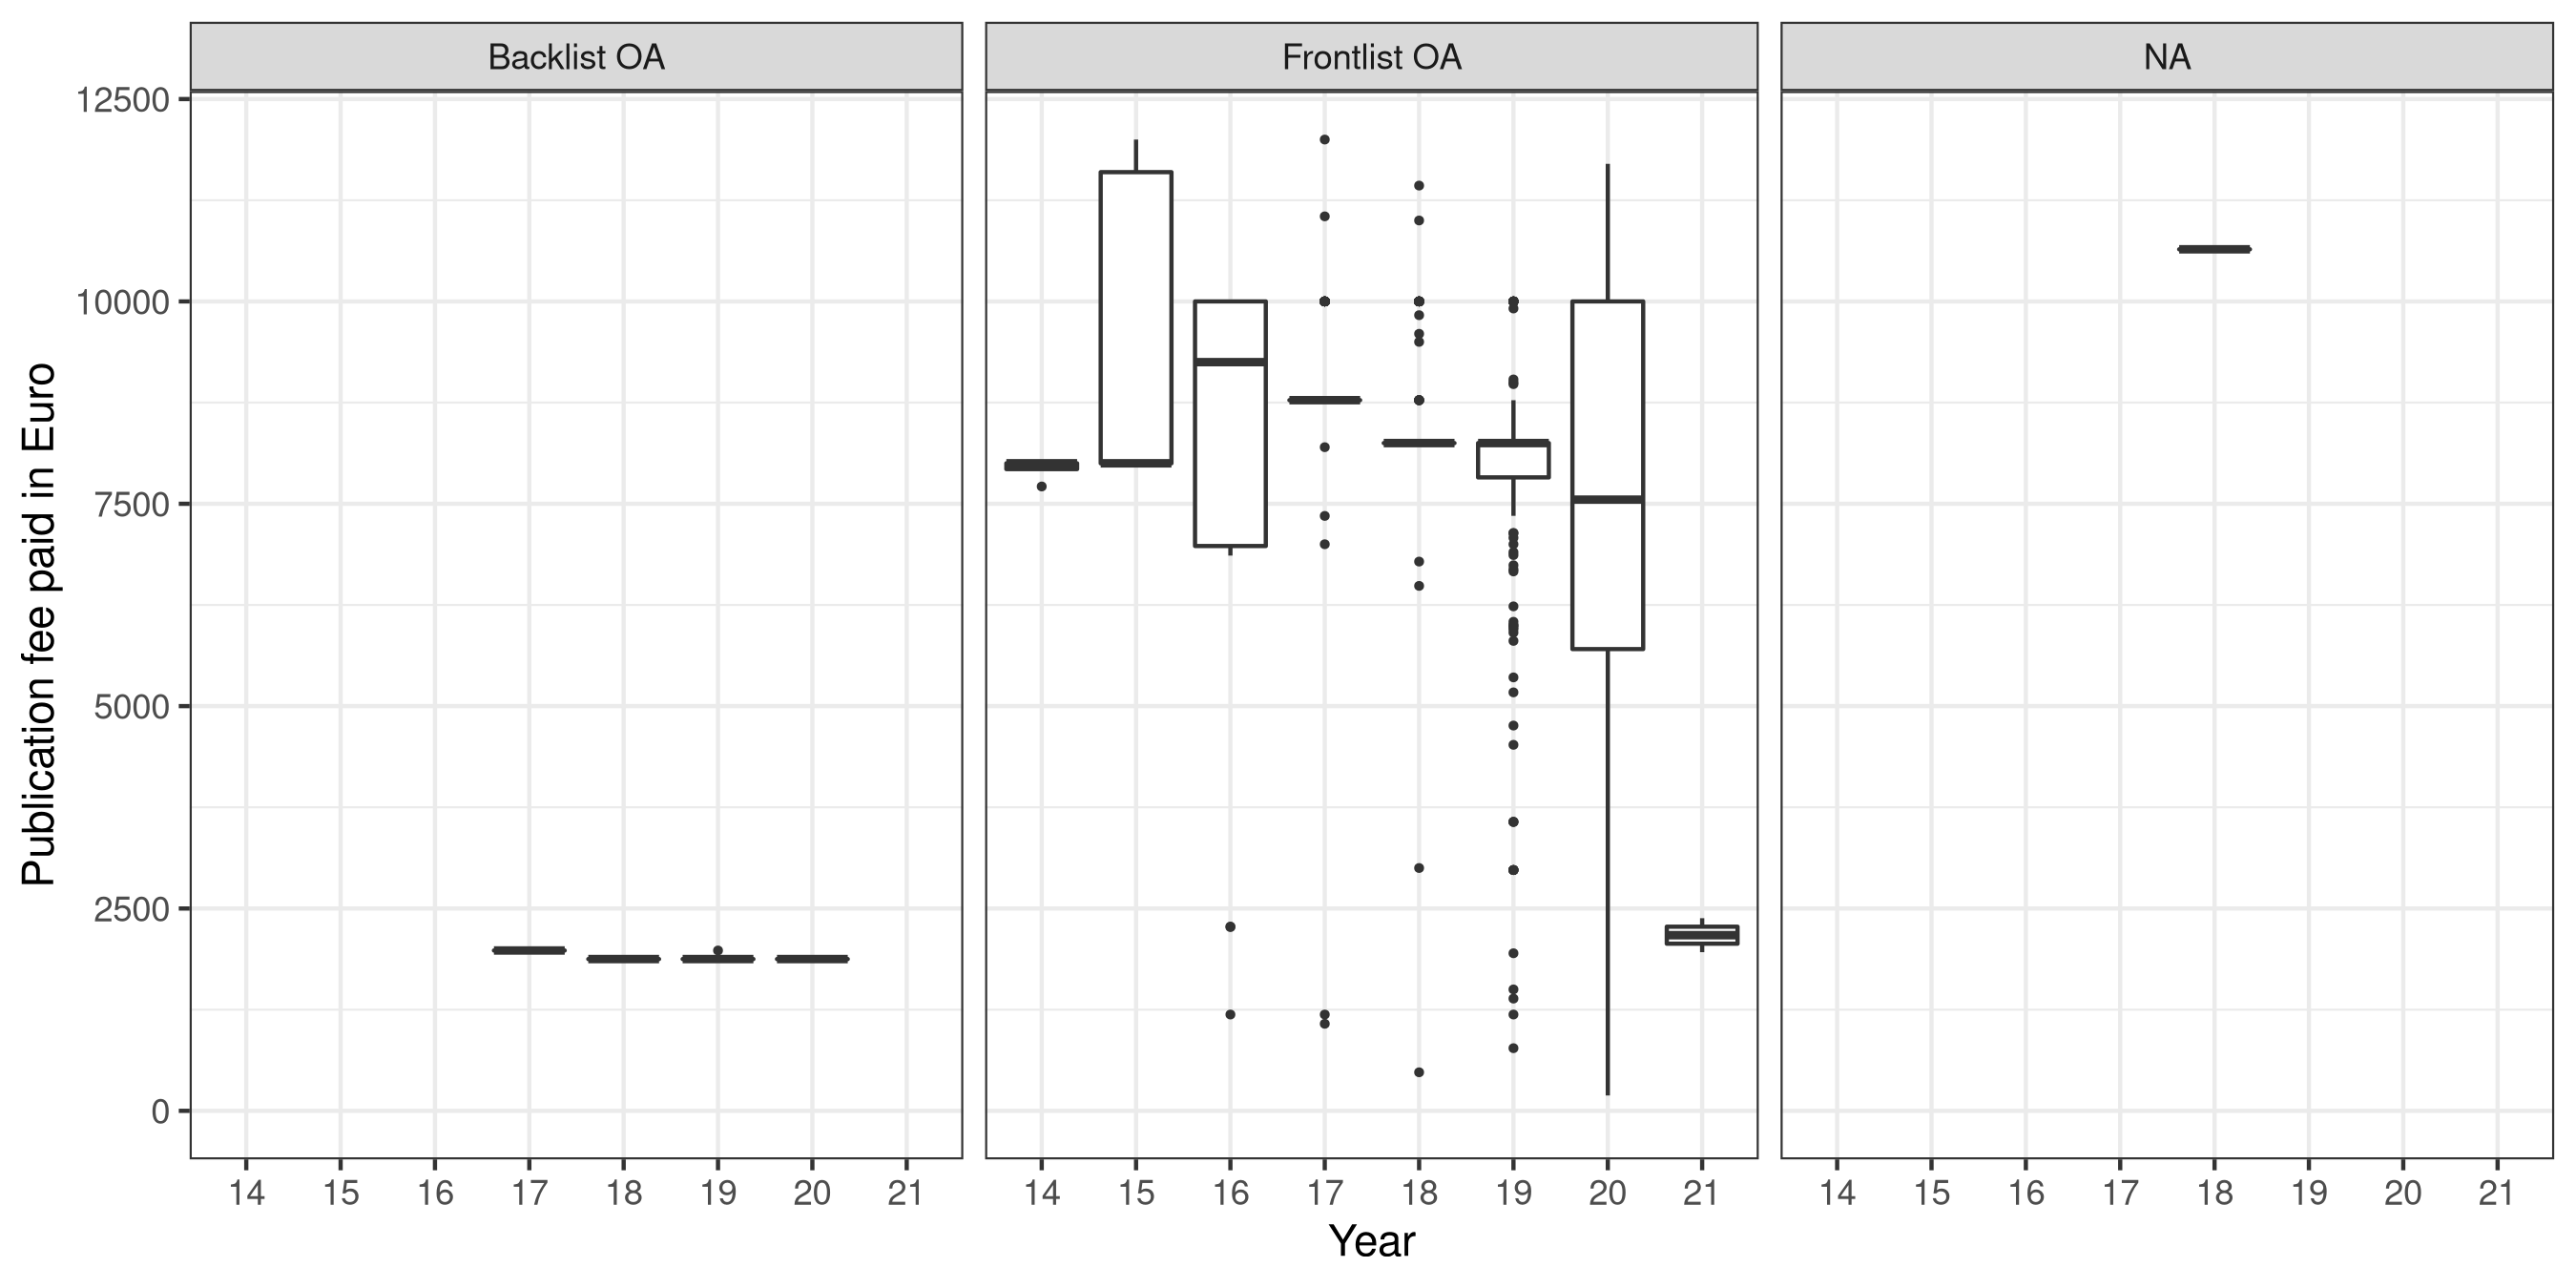 Backlist OA
Frontlist OA
NA
Publication fee paid in Euro
12500
10000
7500
5000
2500
0
14 15 16 17 18 19 20 21
14 15 16 17 18 19 20 21
14 15 16 17 18 19 20 21
Year